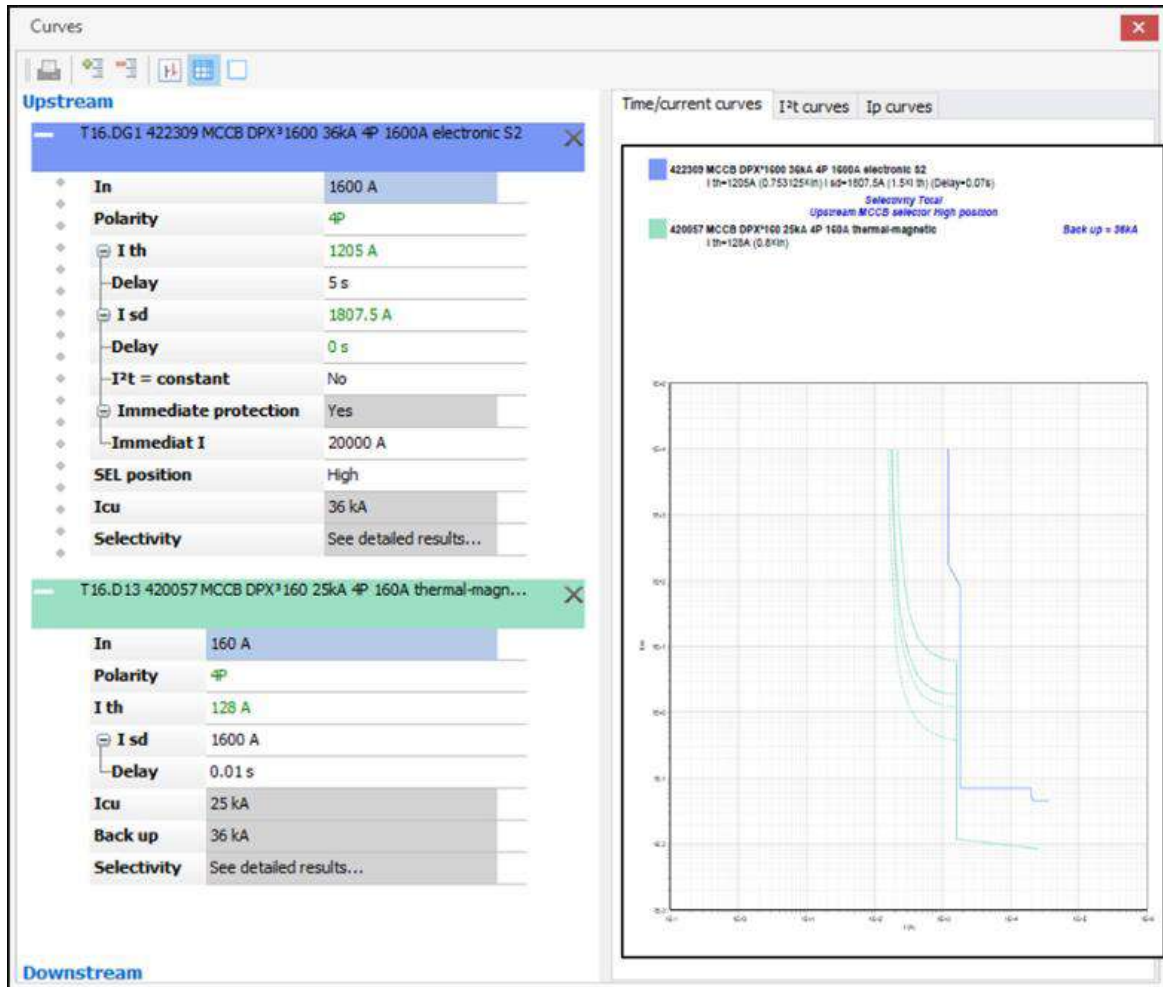 Curves
Upstream
T16.DG1 422309 MCCB DPX³1600 36kA 4P 1600A electronic S2
In 1600 A
Polarity 4P
I th 1205 A
Delay 5 s
I sd 1807.5 A
Delay 0 s
I²t = constant No
Immediate protection Yes
Immediat I 20000 A
SEL position High
Icu 36 kA
Selectivity See detailed results...
T16.D13 420057 MCCB DPX³160 25kA 4P 160A thermal-magn...
In 160 A
Polarity 4P
I th 128 A
I sd 1600 A
Delay 0.01 s
Icu 25 kA
Back up 36 kA
Selectivity See detailed results...
Downstream
Time/current curves I²t curves Ip curves
422309 MCCB DPX³1600 36kA 4P 1600A electronic S2
I th=1205A (0.753125×In) I sd=1807,5A (1.5×I th) (Delay=0.07s)
Selectivity Total
Upstream MCCB selector High position
420057 MCCB DPX³160 25kA 4P 160A thermal-magnetic Back up = 36kA
I th=128A (0.8×In)